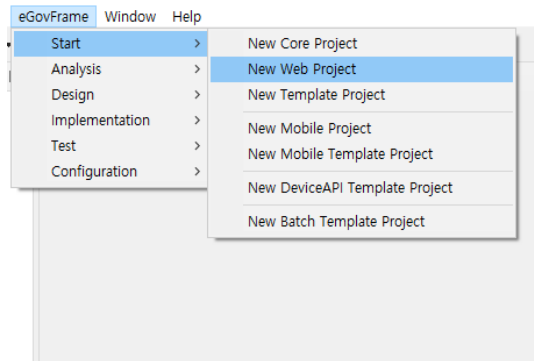 eGovFrame Window Help
Start
Analysis
Design
Implementation
Test
Configuration
New Core Project
New Web Project
New Template Project
New Mobile Project
New Mobile Template Project
New DeviceAPI Template Project
New Batch Template Project